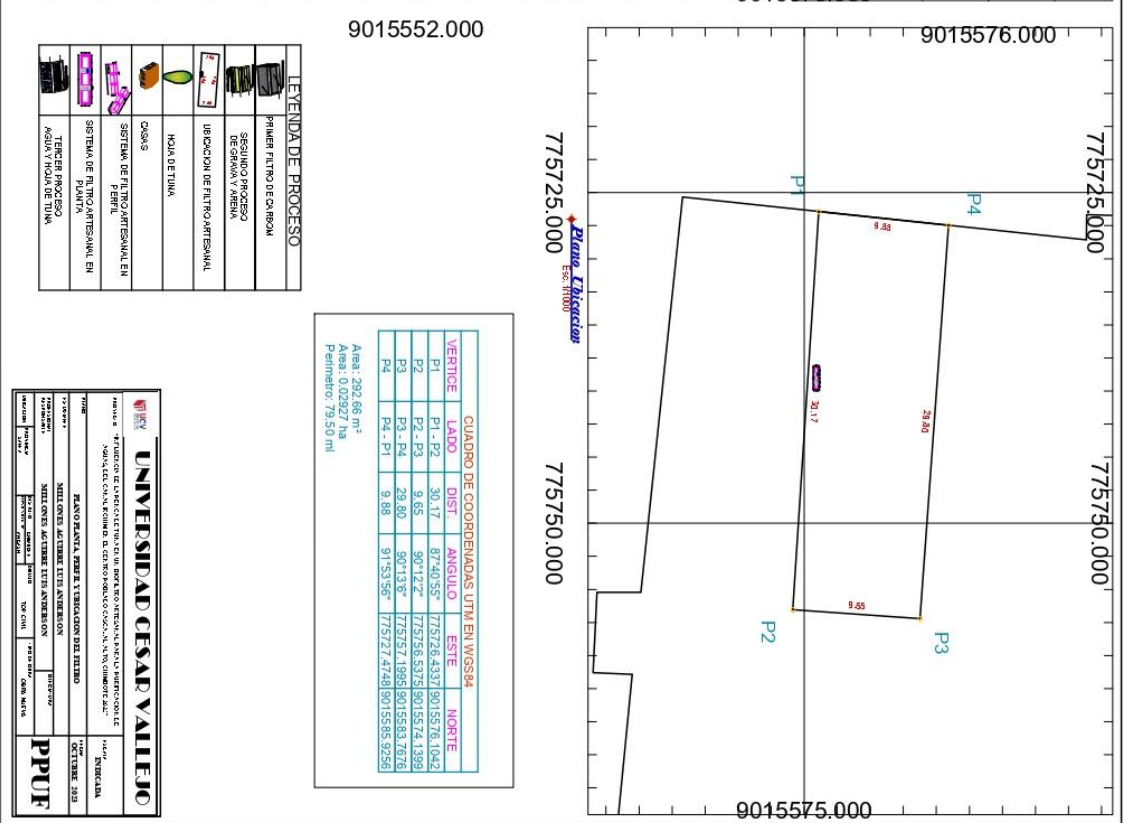 9015552.000
9015576.000
775725.000
775725.000
775750.000
775750.000
9015575.000
P1
P4
P2
P3
9.88
30.17
29.80
9.65
Plano Ubicacion
Esc. 1/1000
LEYENDA DE PROCESO
PRIMER FILTRO DE CARBOM
SEGUNDO PROCESO
DE GRAVA Y ARENA
UBICACION DE FILTRO ARTESANAL
HOJA DE TUNA
CASAS
SISTEMA DE FILTRO ARTESANAL EN
PERFIL
SISTEMA DE FILTRO ARTESANAL EN
PLANTA
TERCER PROCESO
AGUA Y HOJA DE TUNA
CUADRO DE COORDENADAS UTM EN WGS84
VERTICE LADO DIST. ANGULO ESTE NORTE
P1 P1 - P2 30.17 87°40'55" 775726.4337 9015576.1042
P2 P2 - P3 9.65 90°12'2" 775756.5375 9015574.1399
P3 P3 - P4 29.80 90°13'6" 775757.1995 9015583.7676
P4 P4 - P1 9.88 91°53'56" 775727.4748 9015585.9256
Area: 292.66 m²
Area: 0.02927 ha
Perimetro: 79.50 ml
UCV
UNIVERSIDAD CESAR VALLEJO
PLANO PLANTA, PERFIL Y UBICACION DEL FILTRO
MILLONES AGUIRRE LUIS ANDERSON
MILLONES AGUIRRE LUIS ANDERSON
INDICADA
OCTUBRE 2023
PPUF